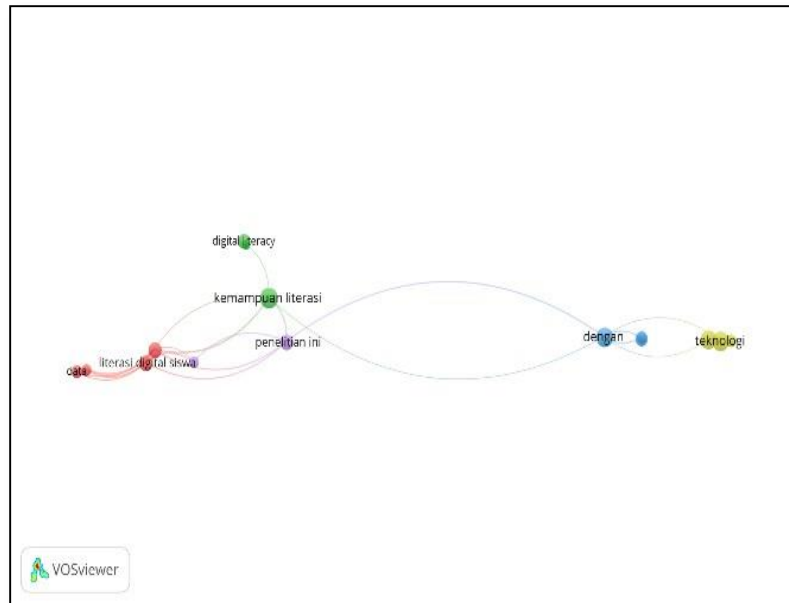 digital literacy
kemampuan literasi
penelitian ini
dengan
teknologi
literasi digital siswa
data
VOSviewer